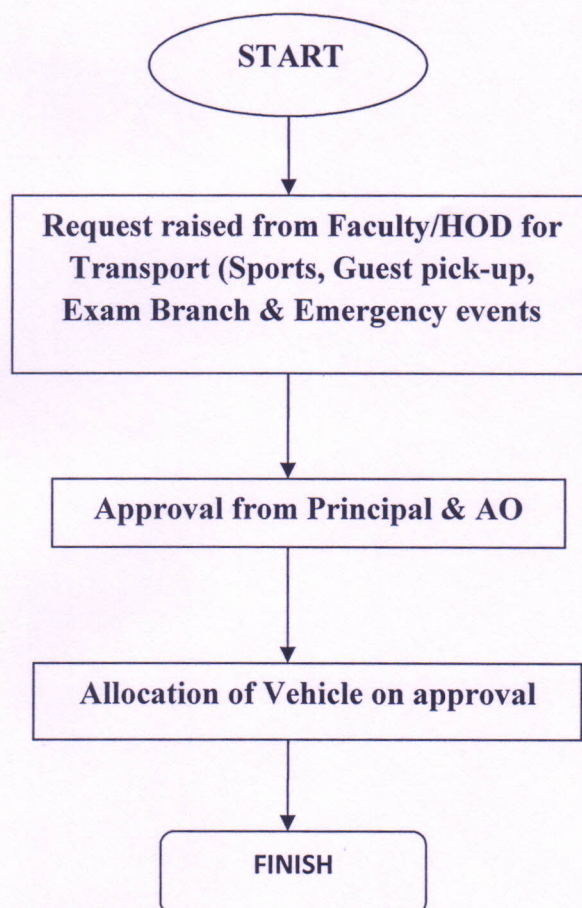 START
Request raised from Faculty/HOD for
Transport (Sports, Guest pick-up,
Exam Branch & Emergency events
Approval from Principal & AO
Allocation of Vehicle on approval
FINISH